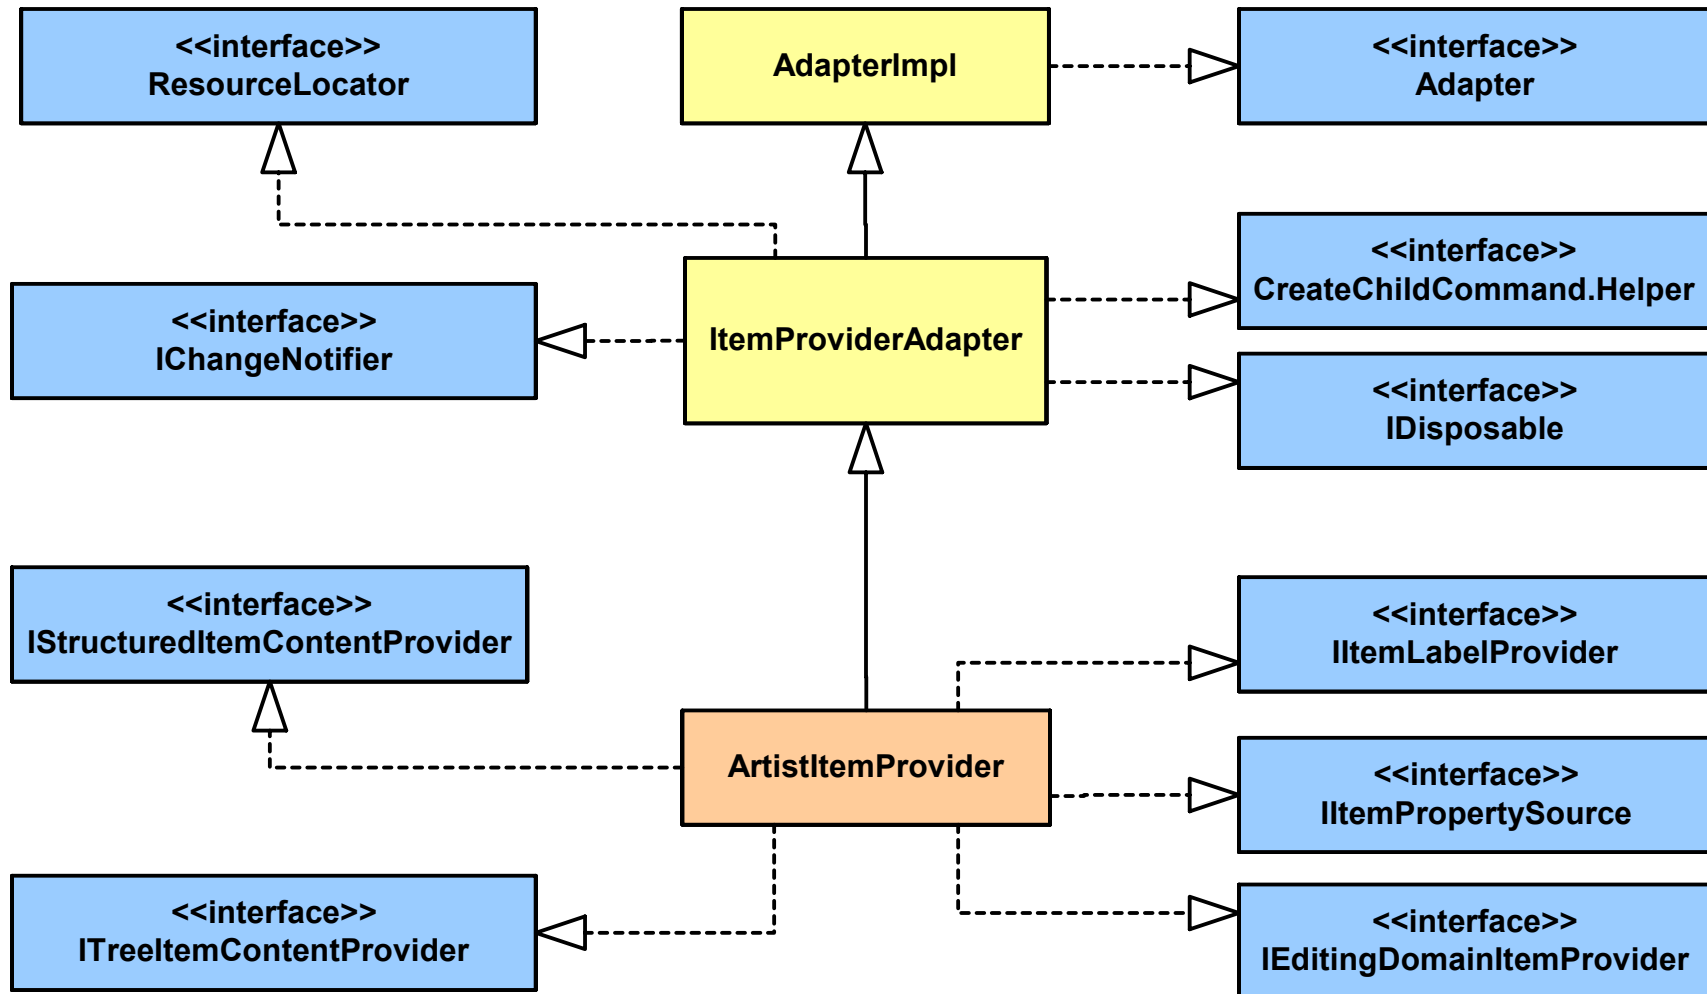 <<interface>>
ResourceLocator
AdapterImpl
<<interface>>
Adapter
<<interface>>
CreateChildCommand.Helper
<<interface>>
IChangeNotifier
ItemProviderAdapter
<<interface>>
IDisposable
<<interface>>
IStructuredItemContentProvider
<<interface>>
IItemLabelProvider
ArtistItemProvider
<<interface>>
IItemPropertySource
<<interface>>
ITreeItemContentProvider
<<interface>>
IEditingDomainItemProvider